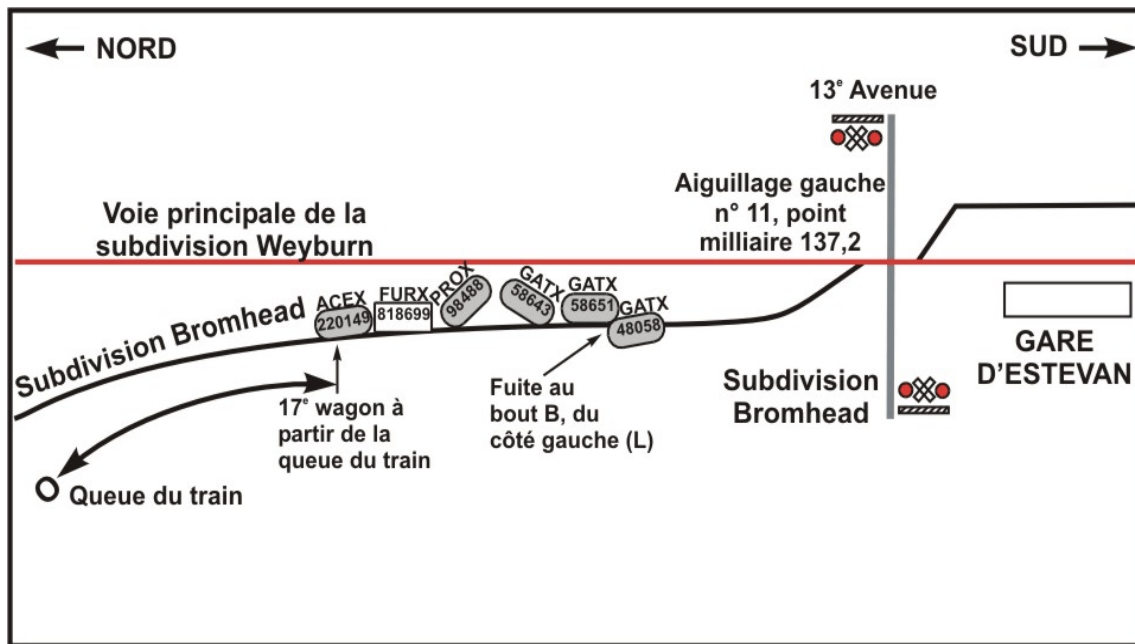 NORD
SUD
13e Avenue
Aiguillage gauche
n° 11, point
milliaire 137,2
Voie principale de la
subdivision Weyburn
Subdivision Bromhead
ACEX
220149
FURX
818699
PROX
98488
GATX
58643
GATX
58651
GATX
48058
17e wagon à
partir de la
queue du train
Fuite au
bout B, du
côté gauche (L)
Subdivision
Bromhead
GARE
D'ESTEVAN
Queue du train